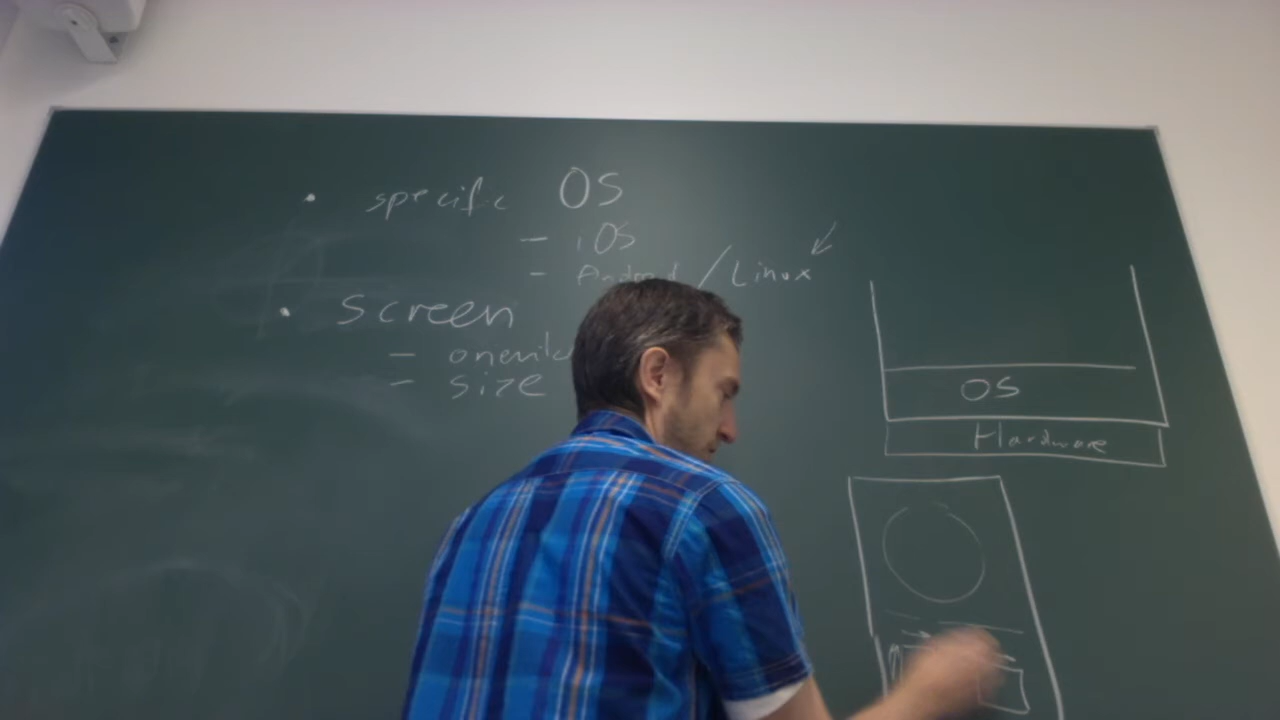 • specific OS
- iOS
- Android / Linux
• Screen
- size
OS
Hardware